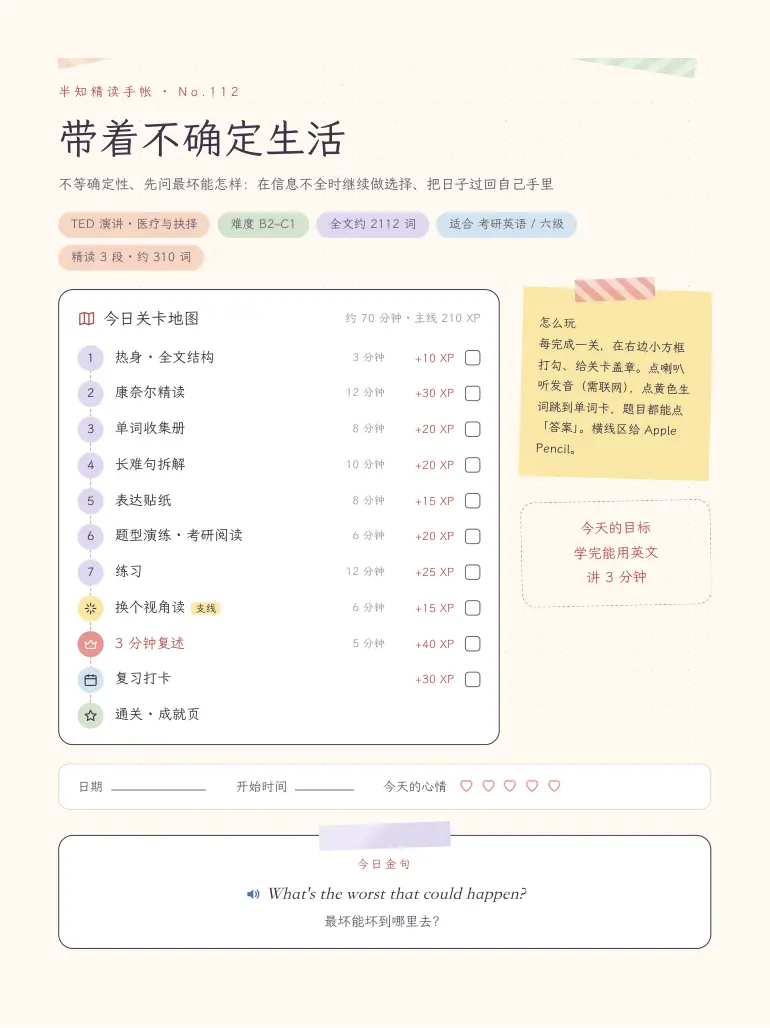 半知精读手帐 · No.112
带着不确定生活
不等确定性、先问最坏能怎样：在信息不全时继续做选择、把日子过回自己手里
TED 演讲 · 医疗与抉择
难度 B2–C1
全文约 2112 词
适合 考研英语 / 六级
精读 3 段 · 约 310 词
今日关卡地图
约 70 分钟 · 主线 210 XP
1 热身 · 全文结构 3 分钟 +10 XP
2 康奈尔精读 12 分钟 +30 XP
3 单词收集册 8 分钟 +20 XP
4 长难句拆解 10 分钟 +20 XP
5 表达贴纸 8 分钟 +15 XP
6 题型演练 · 考研阅读 6 分钟 +20 XP
7 练习 12 分钟 +25 XP
换个视角读 支线 6 分钟 +15 XP
3 分钟复述 5 分钟 +40 XP
复习打卡 +30 XP
通关 · 成就页
怎么玩
每完成一关，在右边小方框
打勾、给关卡盖章。点喇叭
听发音（需联网），点黄色生
词跳到单词卡，题目都能点
「答案」。横线区给 Apple
Pencil。
今天的目标
学完能用英文
讲 3 分钟
日期
开始时间
今天的心情
今日金句
What's the worst that could happen?
最坏能坏到哪里去？